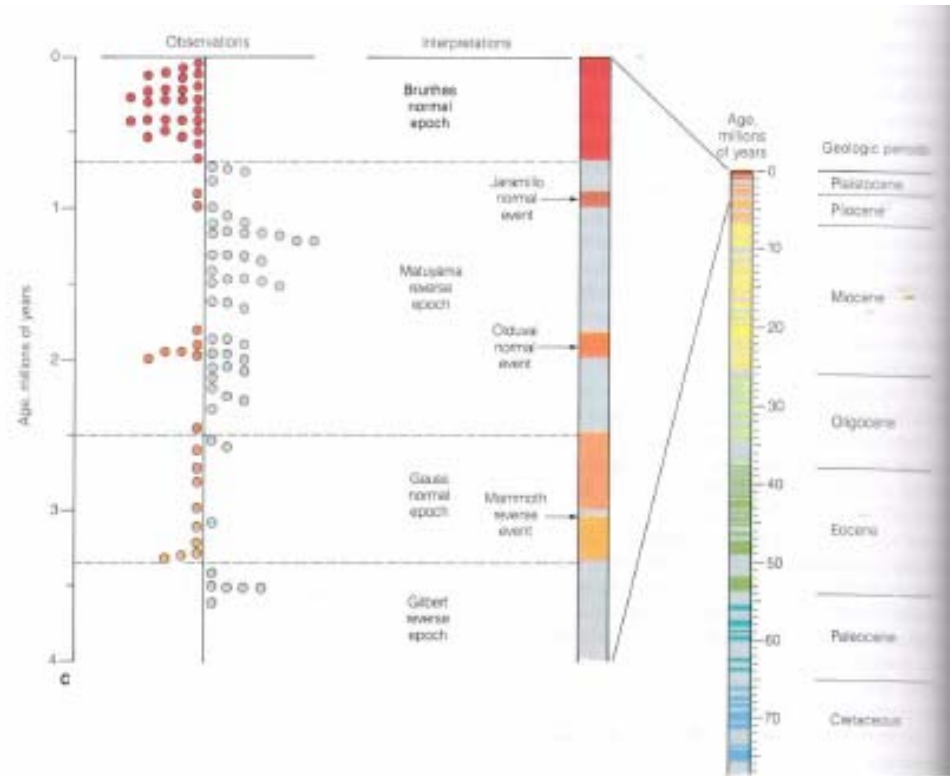 Observations
Interpretations
0
1
2
3
4
Age, millions of years
C
Brunhes
normal
epoch
Jaramillo
normal
event
Matuyama
reverse
epoch
Olduvai
normal
event
Gauss
normal
epoch
Mammoth
reverse
event
Gilbert
reverse
epoch
Age,
millions
of years
0
10
20
30
40
50
60
70
Geologic periods
Pleistocene
Pliocene
Miocene
Oligocene
Eocene
Paleocene
Cretaceous